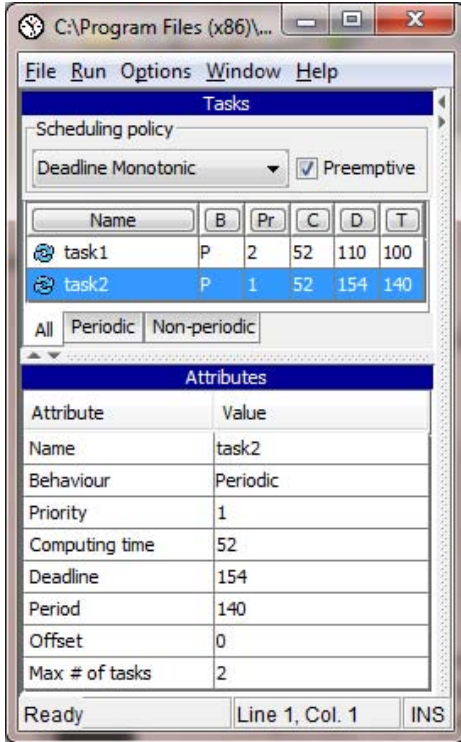 C:\Program Files (x86)\...
File Run Options Window Help
Tasks
Scheduling policy
Deadline Monotonic Preemptive
Name B Pr C D T
task1 P 2 52 110 100
task2 P 1 52 154 140
All Periodic Non-periodic
Attributes
Attribute Value
Name task2
Behaviour Periodic
Priority 1
Computing time 52
Deadline 154
Period 140
Offset 0
Max # of tasks 2
Ready Line 1, Col. 1 INS